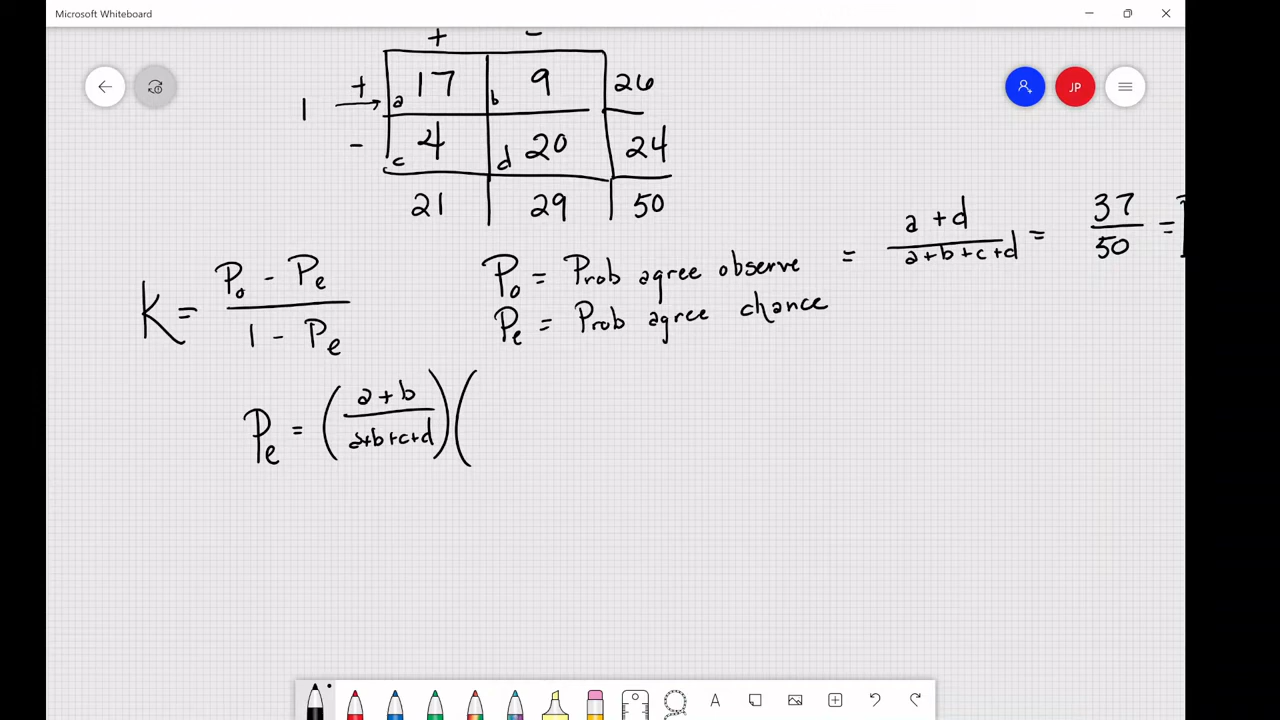 Microsoft Whiteboard
+ -
1 + a 17 b 9 26
- c 4 d 20 24
21 29 50
K = Po - Pe / 1 - Pe
Po = Prob agree observe = a + d / a+b+c+d = 37 / 50 =
Pe = Prob agree chance
Pe = ( a + b / a+b+c+d ) (
JP
A